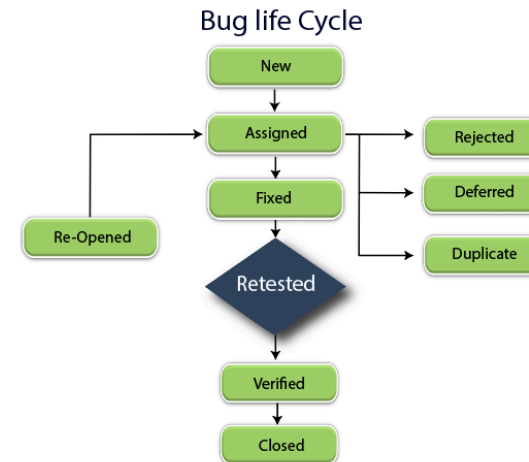 Bug life Cycle
New
Assigned
Rejected
Fixed
Deferred
Re-Opened
Duplicate
Retested
Verified
Closed